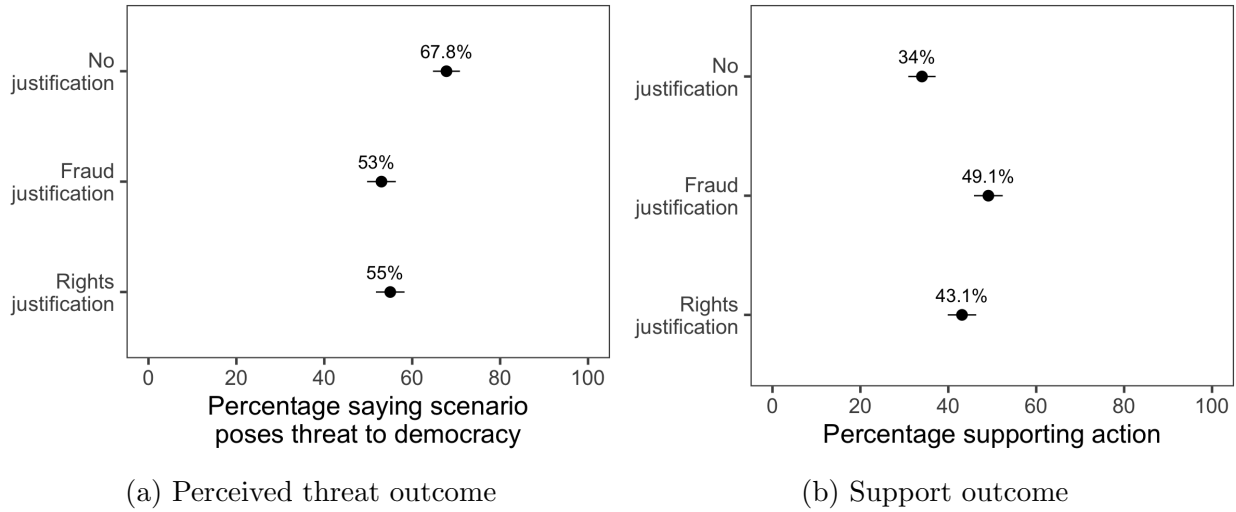 67.8%
No
justification
53%
Fraud
justification
55%
Rights
justification
0 20 40 60 80 100
Percentage saying scenario
poses threat to democracy
(a) Perceived threat outcome
34%
No
justification
49.1%
Fraud
justification
43.1%
Rights
justification
0 20 40 60 80 100
Percentage supporting action
(b) Support outcome